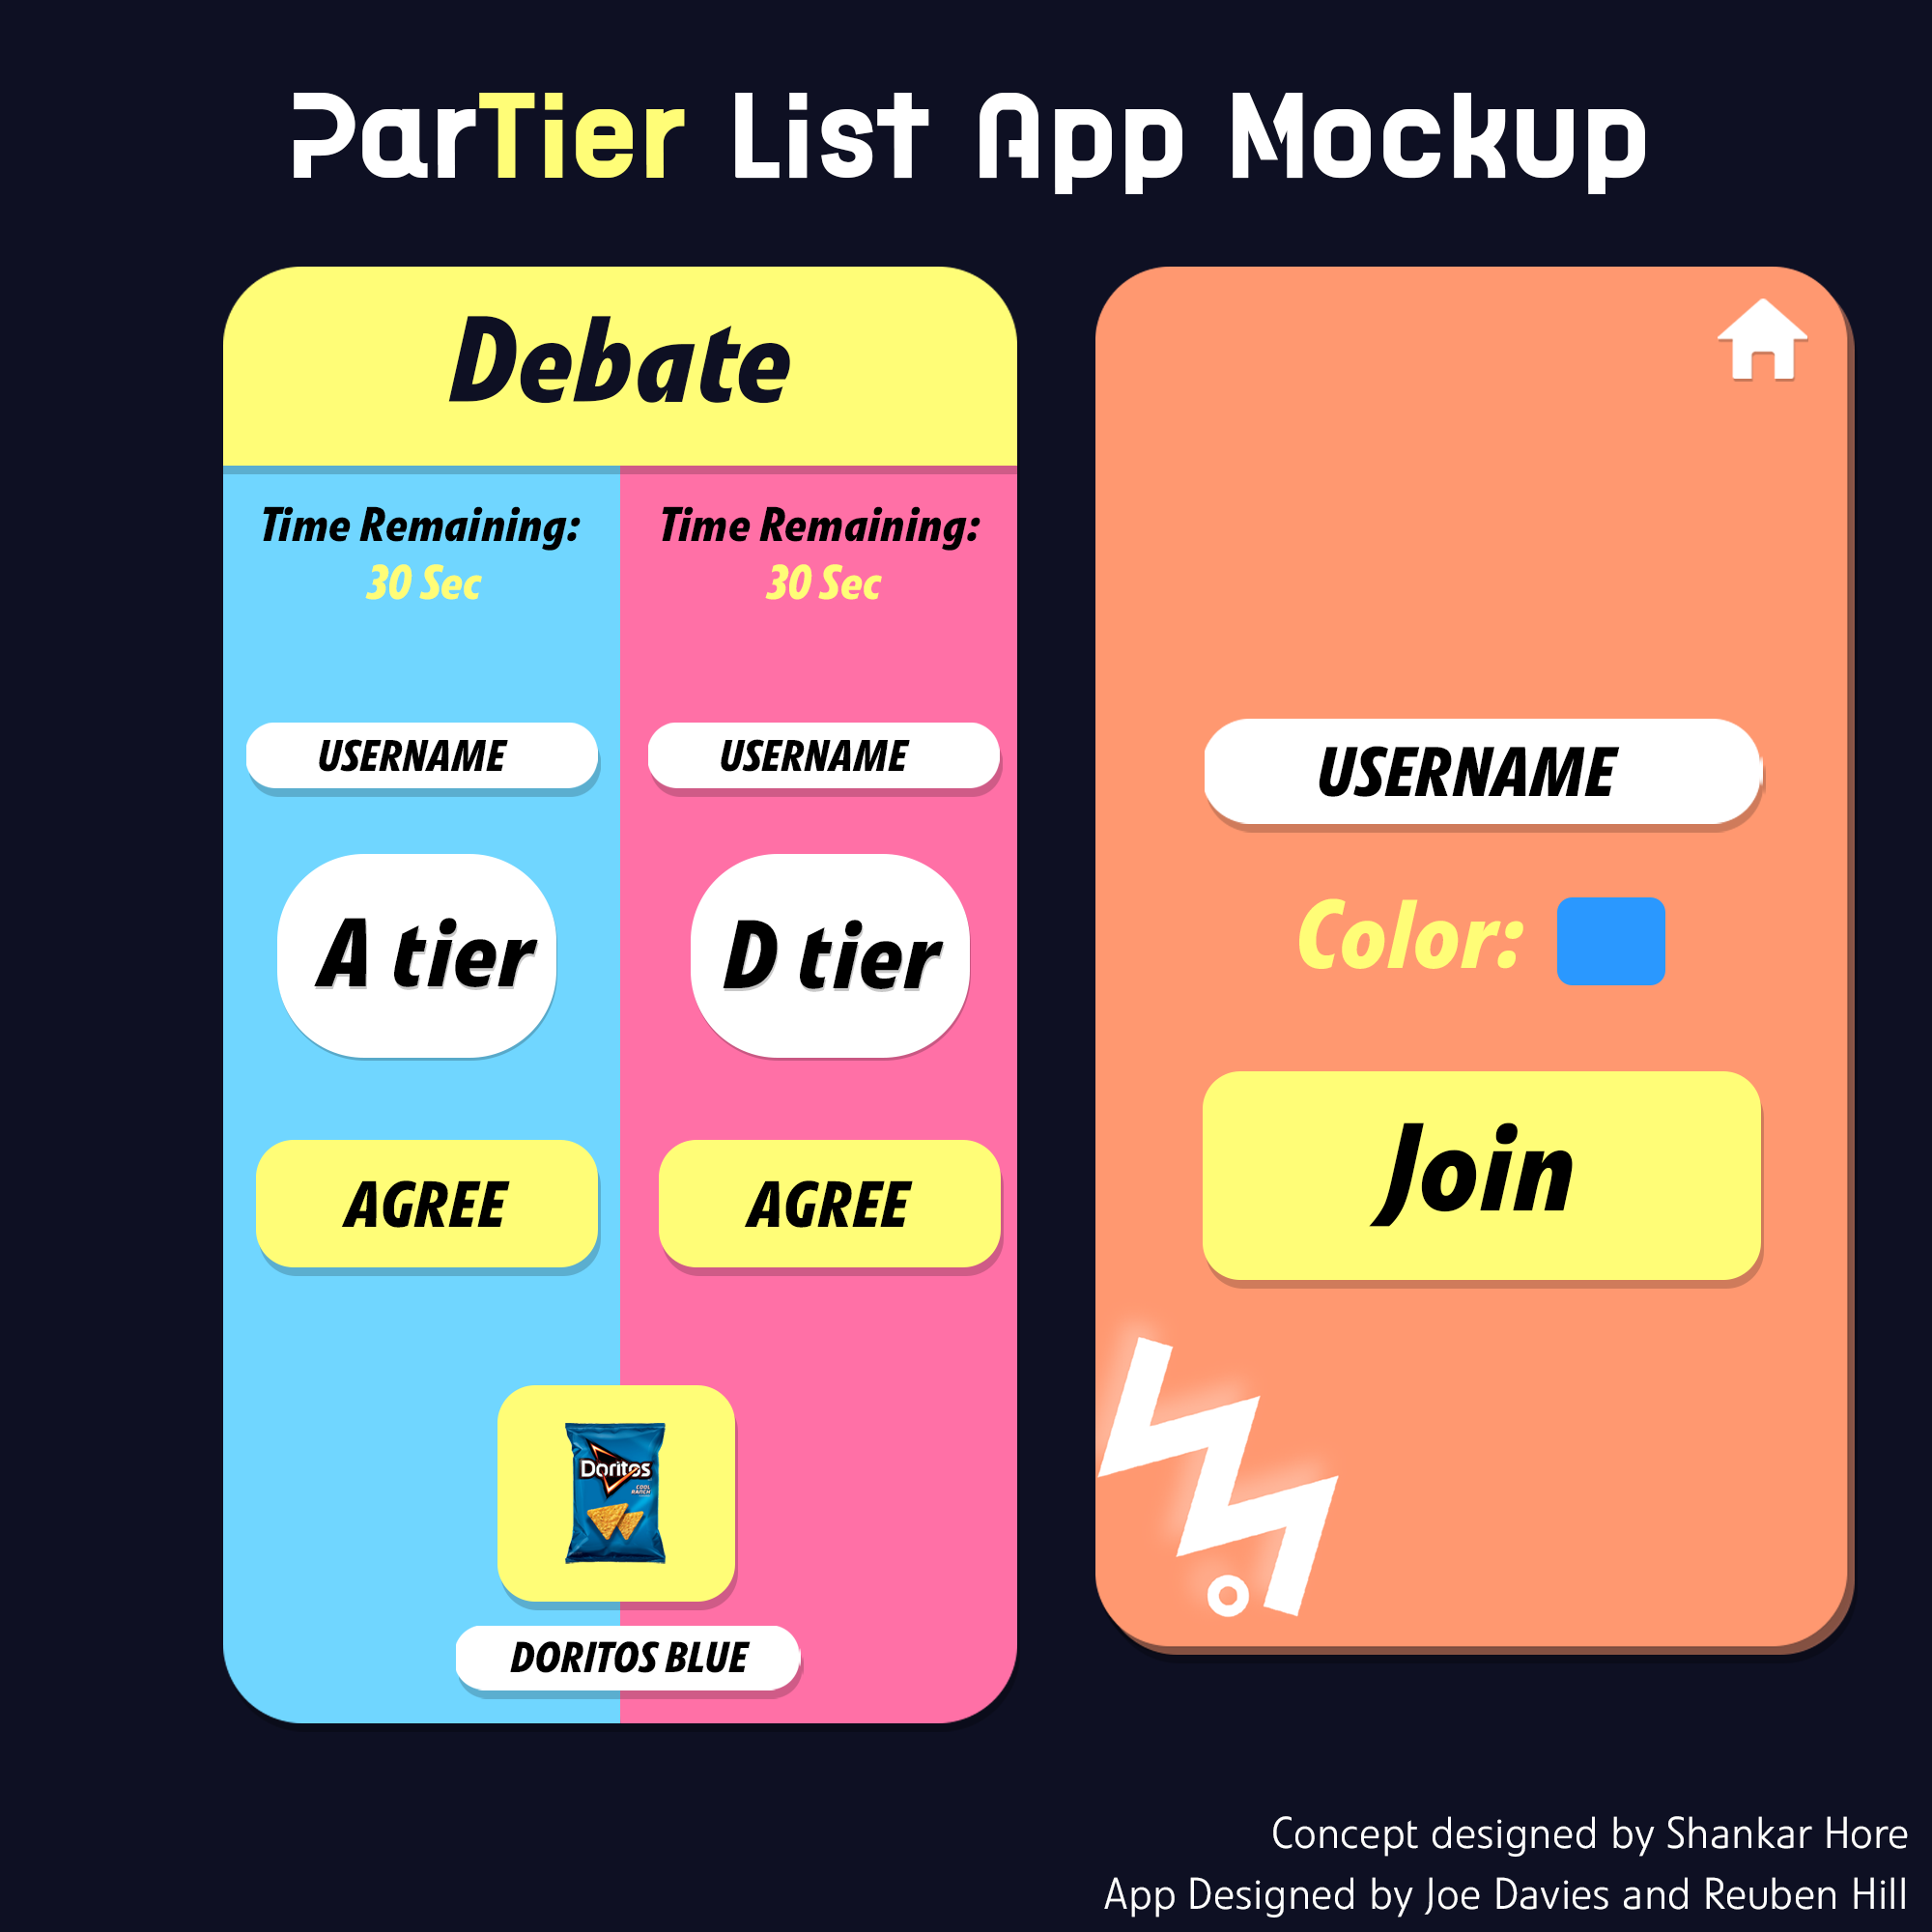 ParTier List App Mockup
Debate
Time Remaining:
30 Sec
Time Remaining:
30 Sec
USERNAME
USERNAME
A tier
D tier
AGREE
AGREE
Doritos
COOL
RANCH
DORITOS BLUE
USERNAME
Color:
Join
Concept designed by Shankar Hore
App Designed by Joe Davies and Reuben Hill